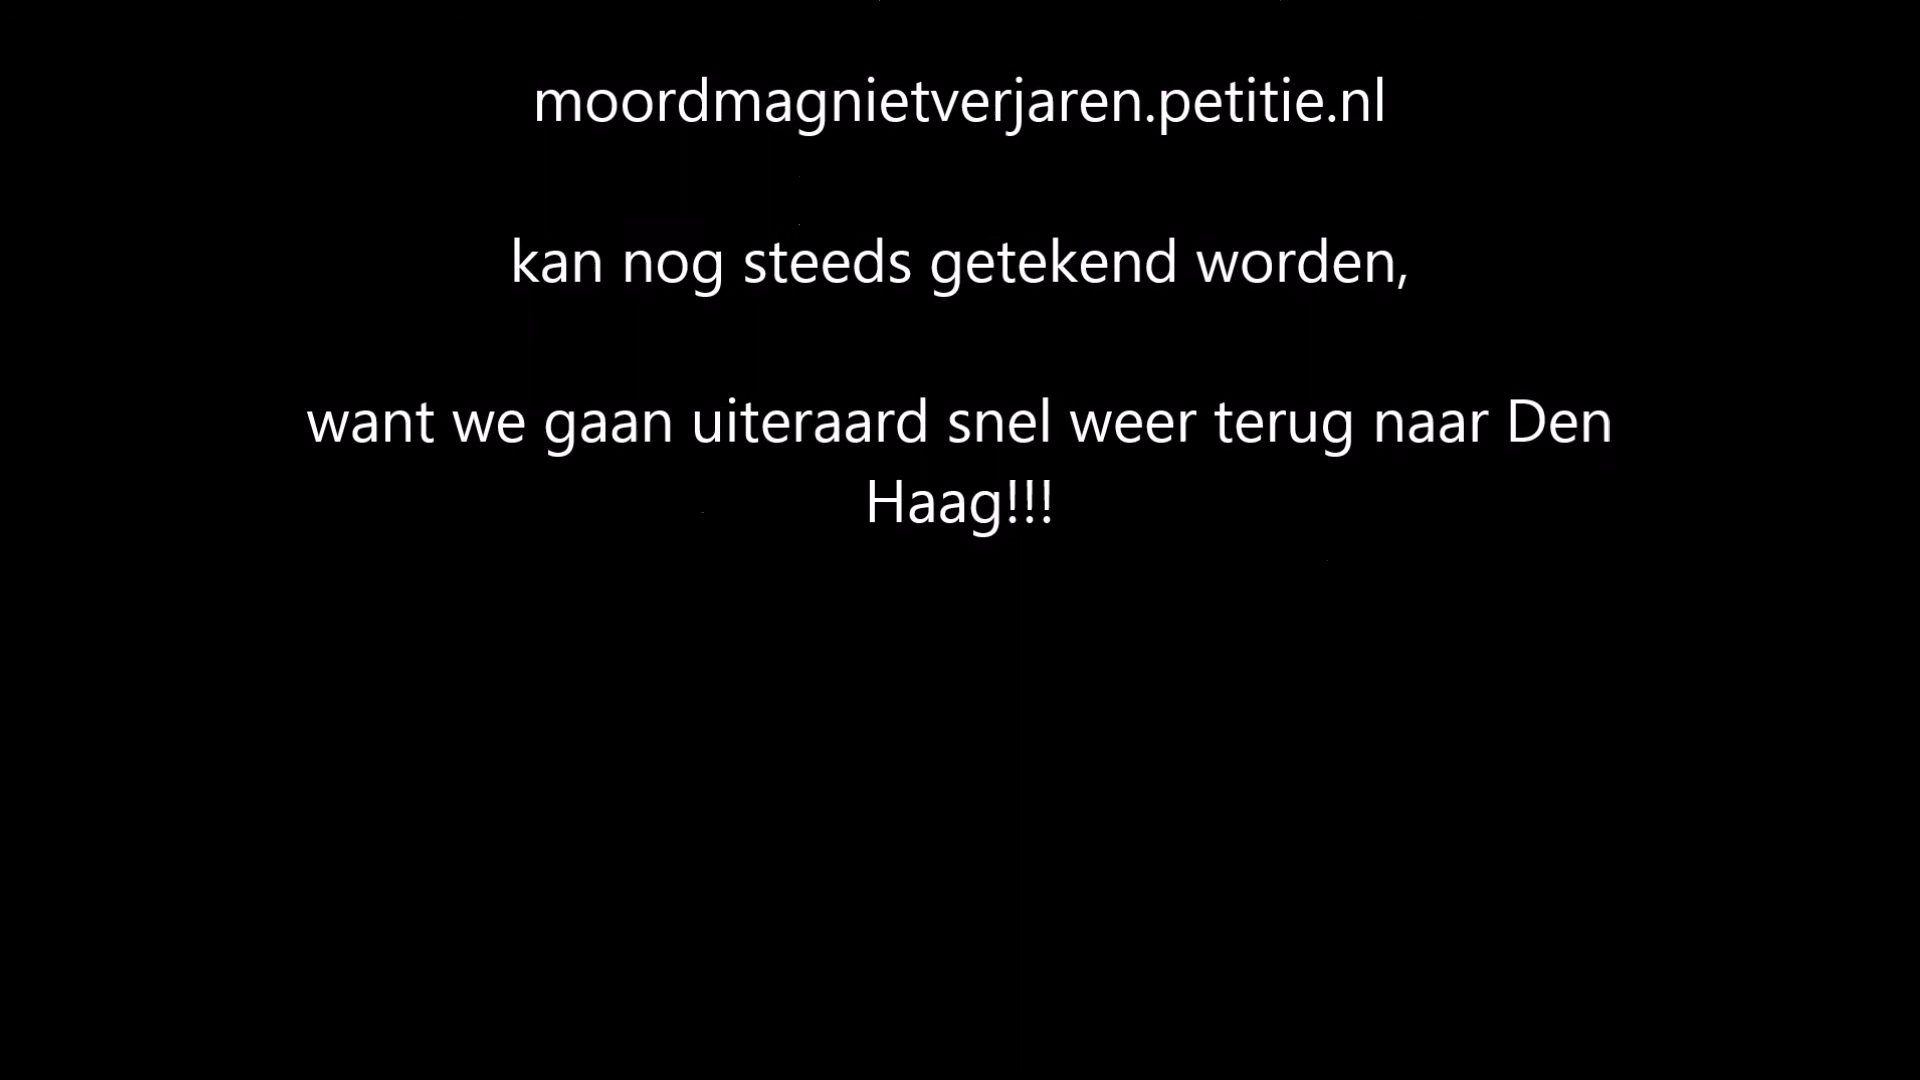 moordmagnietverjaren.petitie.nl
kan nog steeds getekend worden,
want we gaan uiteraard snel weer terug naar Den
Haag!!!